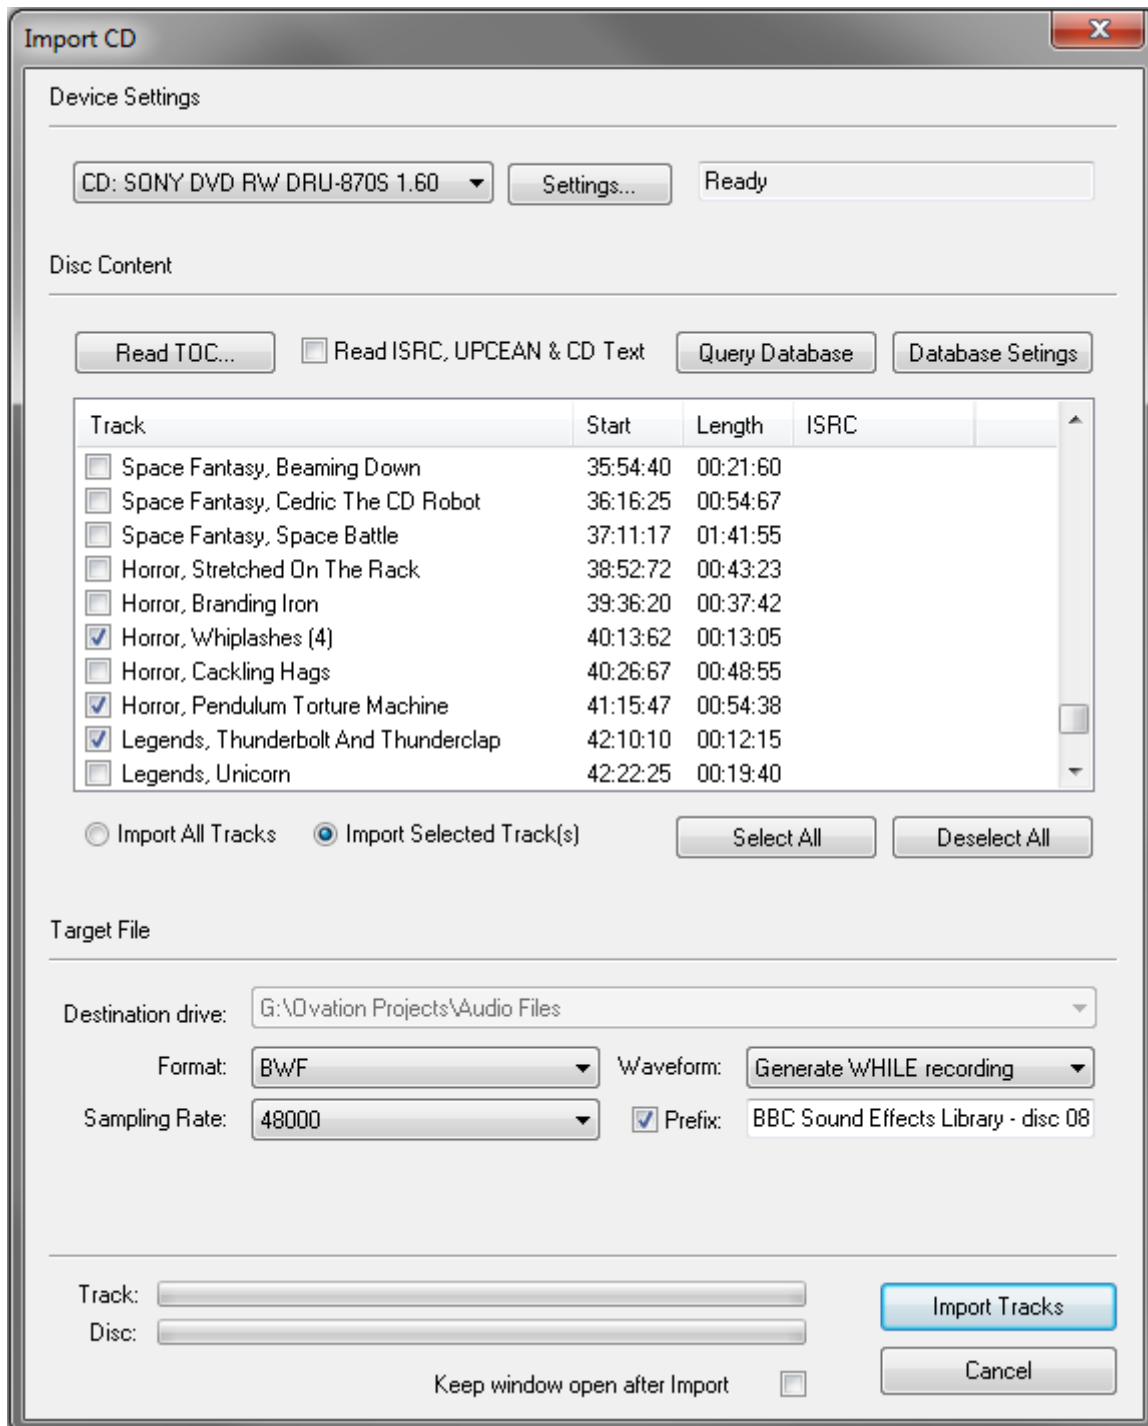 Import CD
Device Settings
CD: SONY DVD RW DRU-870S 1.60 Settings... Ready
Disc Content
Read TOC... Read ISRC, UPCEAN & CD Text Query Database Database Setings
Track Start Length ISRC
Space Fantasy, Beaming Down 35:54:40 00:21:60
Space Fantasy, Cedric The CD Robot 36:16:25 00:54:67
Space Fantasy, Space Battle 37:11:17 01:41:55
Horror, Stretched On The Rack 38:52:72 00:43:23
Horror, Branding Iron 39:36:20 00:37:42
Horror, Whiplashes (4) 40:13:62 00:13:05
Horror, Cackling Hags 40:26:67 00:48:55
Horror, Pendulum Torture Machine 41:15:47 00:54:38
Legends, Thunderbolt And Thunderclap 42:10:10 00:12:15
Legends, Unicorn 42:22:25 00:19:40
Import All Tracks Import Selected Track(s) Select All Deselect All
Target File
Destination drive: G:\Ovation Projects\Audio Files
Format: BWF Waveform: Generate WHILE recording
Sampling Rate: 48000 Prefix: BBC Sound Effects Library - disc 08
Track: Import Tracks
Disc:
Keep window open after Import Cancel